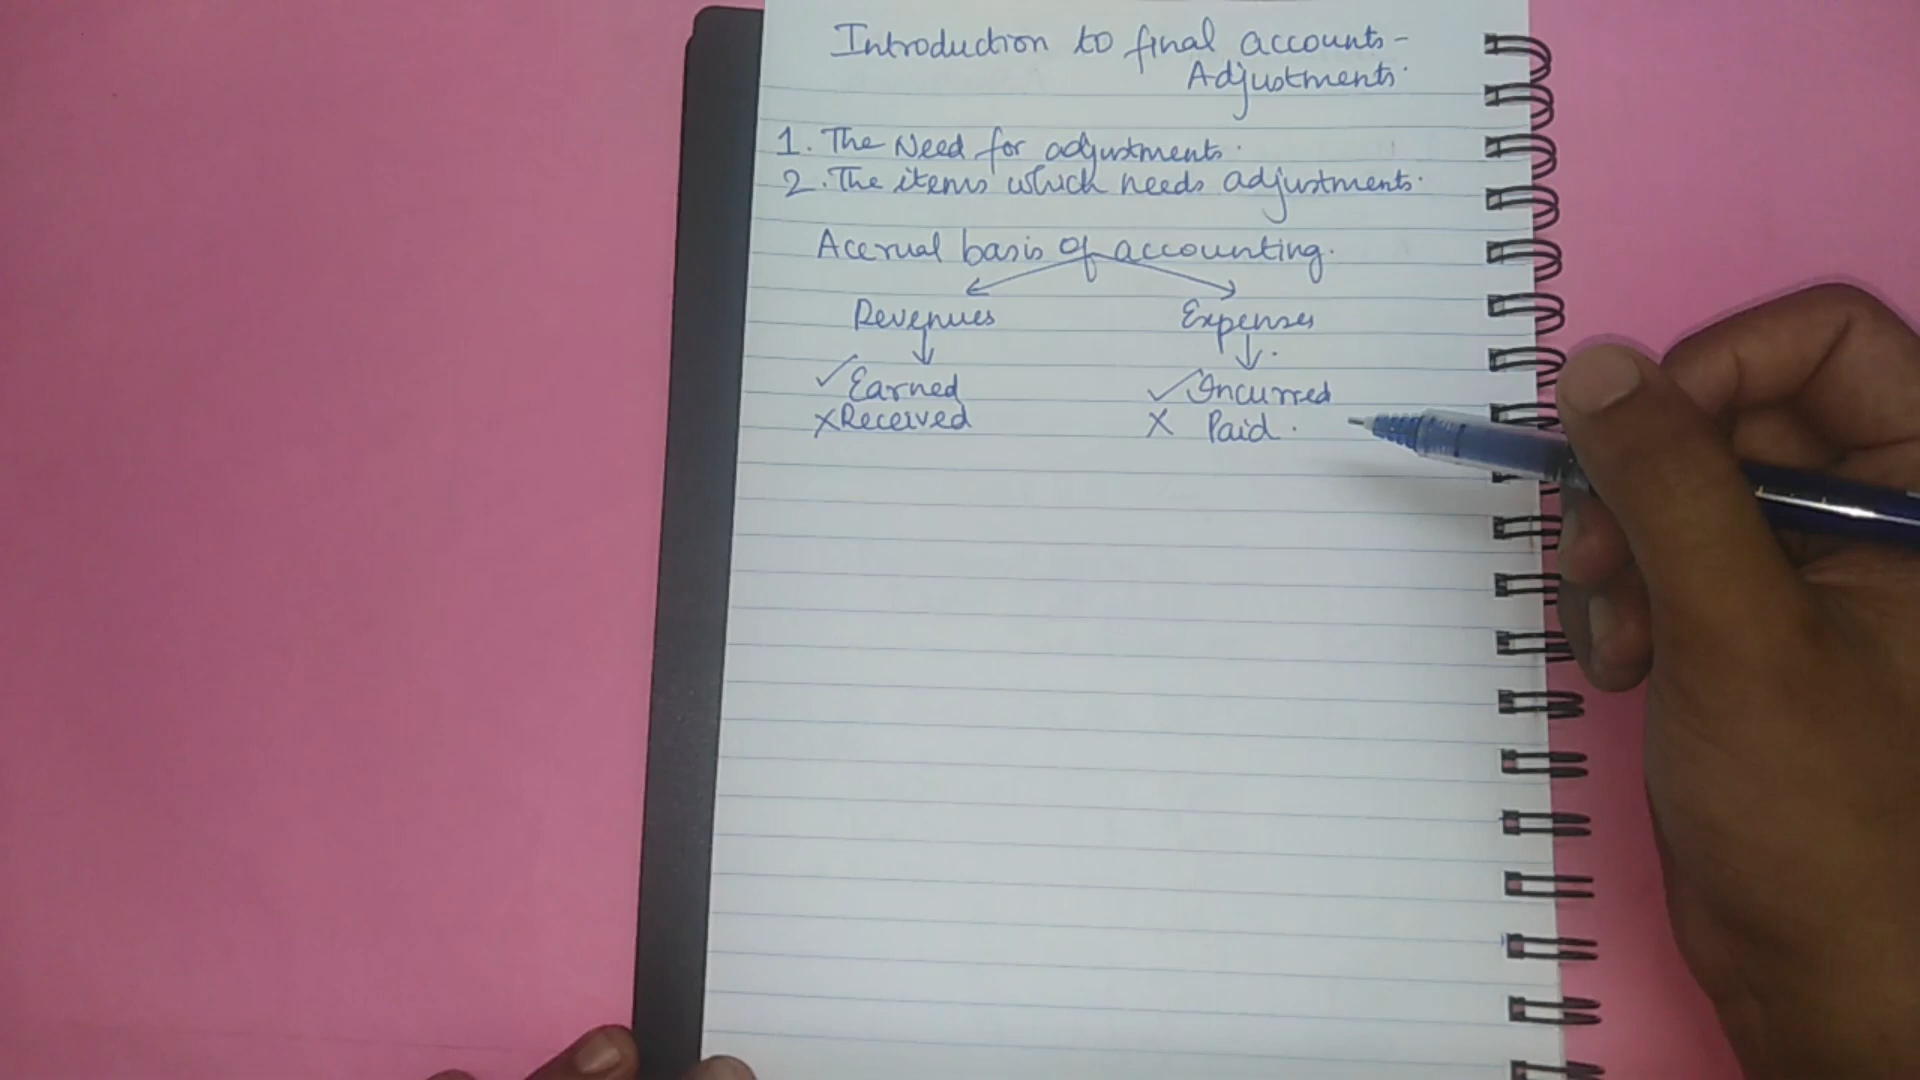 Introduction to final accounts -
Adjustments.
1. The Need for adjustments.
2. The items which needs adjustments.
Accrual basis of accounting.
Revenues Expenses
✓ Earned ✓ Incurred
X Received X Paid.